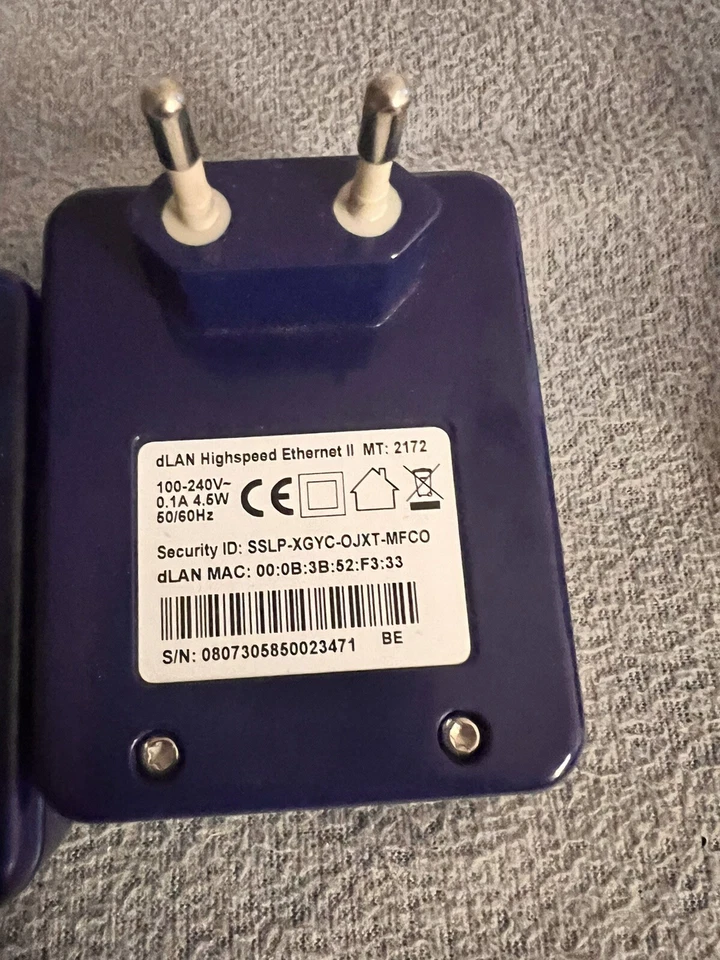 dLAN Highspeed Ethernet II MT: 2172
100-240V~
0.1A 4.5W
50/60Hz
CE
Security ID: SSLP-XGYC-OJXT-MFCO
dLAN MAC: 00:0B:3B:52:F3:33
S/N: 0807305850023471 BE